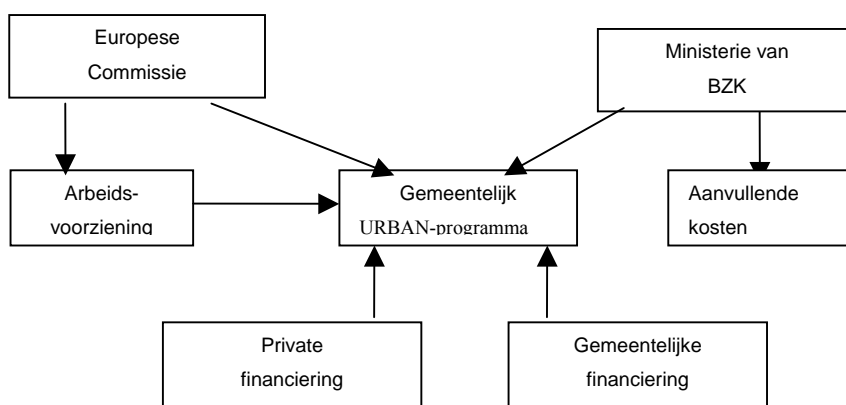 Europese
Commissie
Ministerie van
BZK
Arbeids-
voorziening
Gemeentelijk
URBAN-programma
Aanvullende
kosten
Private
financiering
Gemeentelijke
financiering